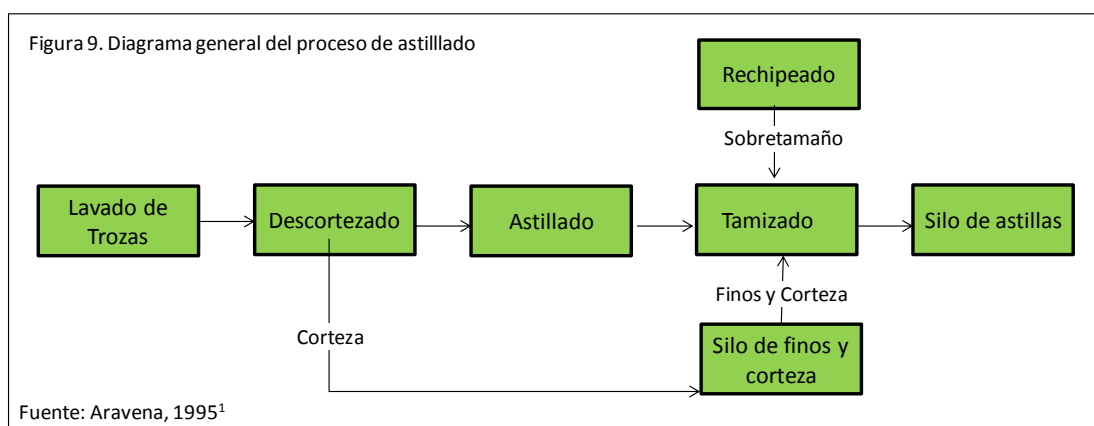 Figura 9. Diagrama general del proceso de astilllado
Rechipeado
Sobretamaño
Lavado de
Trozas
Descortezado
Astillado
Tamizado
Silo de astillas
Finos y Corteza
Corteza
Silo de finos y
corteza
Fuente: Aravena, 1995¹